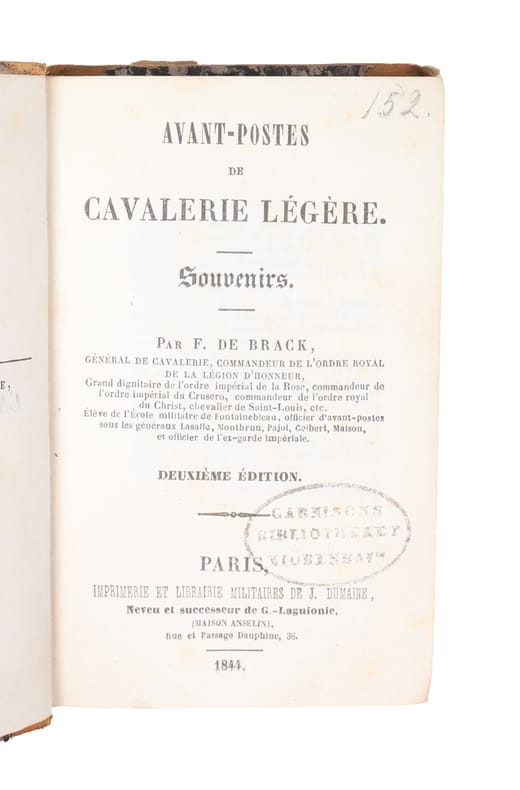 152.
AVANT-POSTES
DE
CAVALERIE LÉGÈRE.
Souvenirs.
PAR F. DE BRACK,
GÉNÉRAL DE CAVALERIE, COMMANDEUR DE L'ORDRE ROYAL
DE LA LÉGION D'HONNEUR,
Grand dignitaire de l'ordre impérial de la Rose, commandeur de
l'ordre impérial du Crusero, commandeur de l'ordre royal
du Christ, chevalier de Saint-Louis, etc.
Élève de l'École militaire de Fontainebleau, officier d'avant-postes
sous les généraux Lasalle, Montbrun, Pajol, Colbert, Maison,
et officier de l'ex-garde impériale.
DEUXIÈME ÉDITION.
GARNISONS
BIBLIOTHEKET
KIØBENHAVN
PARIS,
IMPRIMERIE ET LIBRAIRIE MILITAIRES DE J. DUMAINE,
Neveu et successeur de G.-Laguionie,
(MAISON ANSELIN),
Rue et Passage Dauphine, 36.
1844.
E,